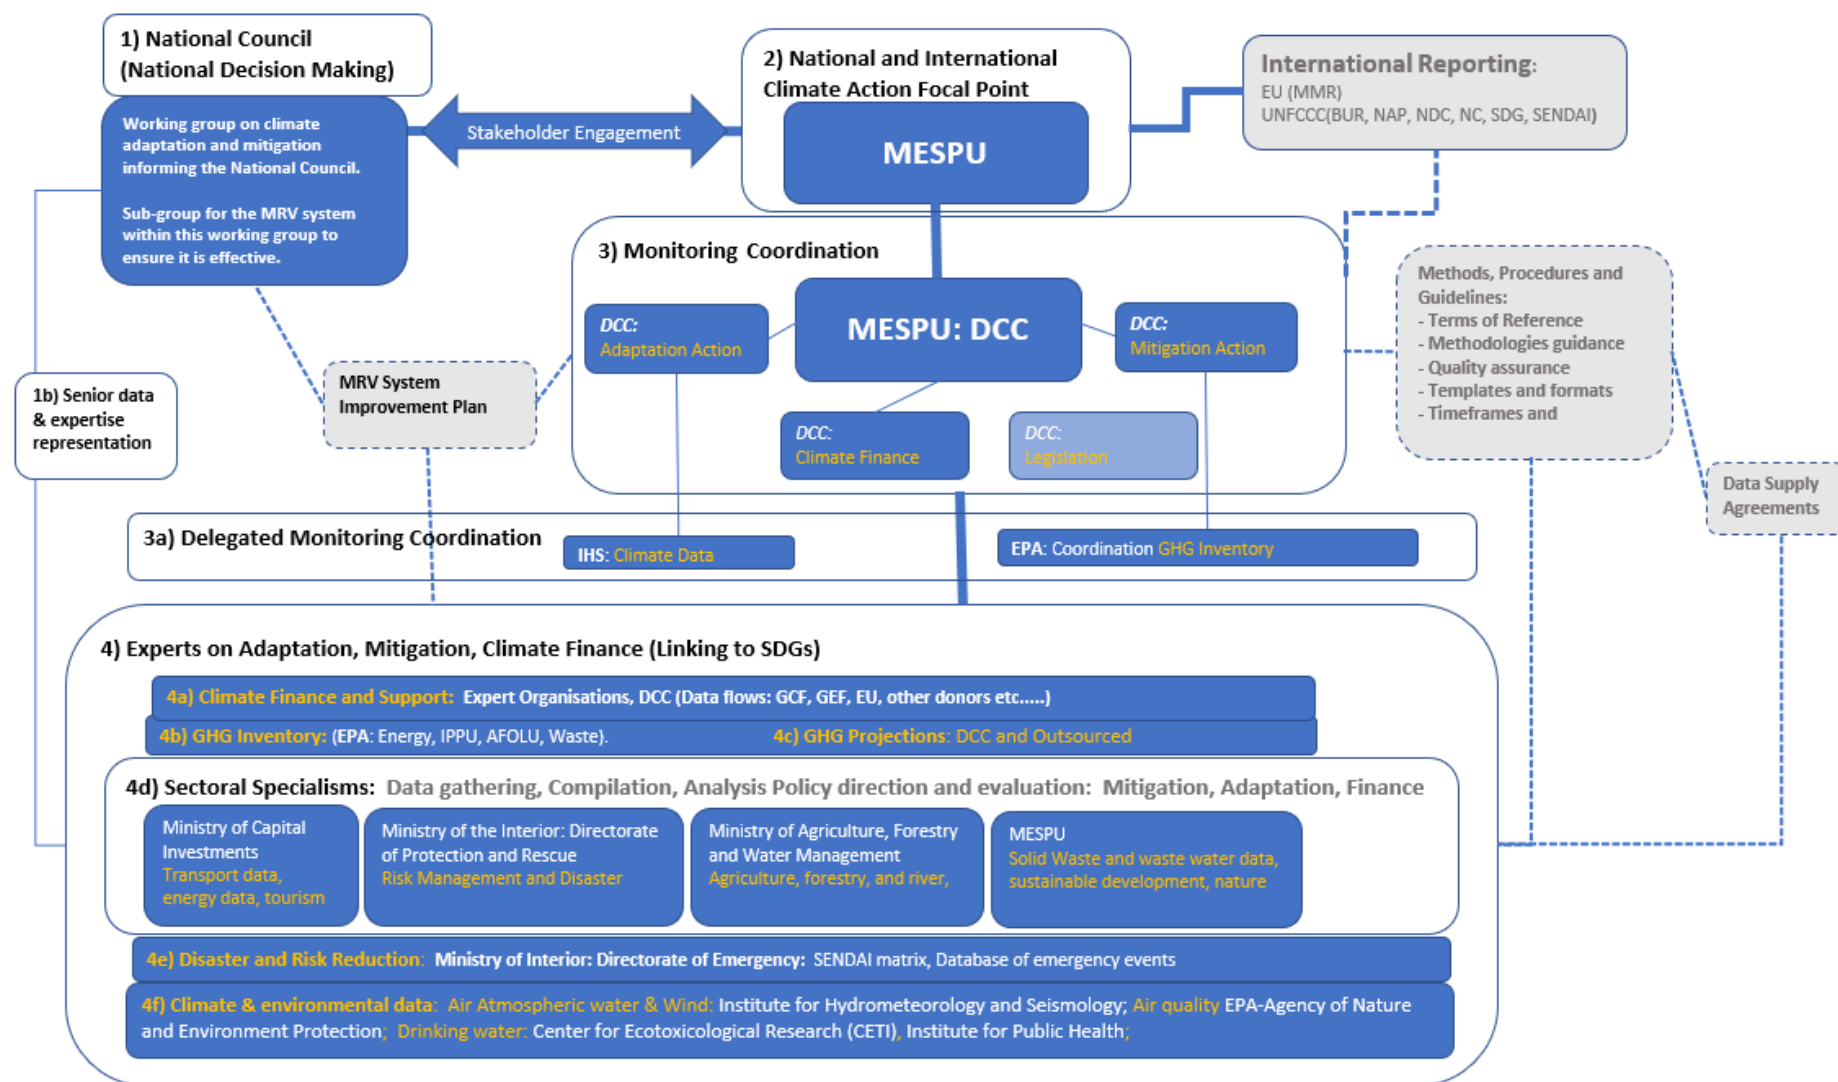 1) National Council
(National Decision Making)
Working group on climate
adaptation and mitigation
informing the National Council.
Sub-group for the MRV system
within this working group to
ensure it is effective.
Stakeholder Engagement
2) National and International
Climate Action Focal Point
MESPU
International Reporting:
EU (MMR)
UNFCCC(BUR, NAP, NDC, NC, SDG, SENDAI)
3) Monitoring Coordination
MESPU: DCC
DCC:
Adaptation Action
DCC:
Mitigation Action
DCC:
Climate Finance
DCC:
Legislation
Methods, Procedures and
Guidelines:
- Terms of Reference
- Methodologies guidance
- Quality assurance
- Templates and formats
- Timeframes and
MRV System
Improvement Plan
1b) Senior data
& expertise
representation
Data Supply
Agreements
3a) Delegated Monitoring Coordination
IHS: Climate Data
EPA: Coordination GHG Inventory
4) Experts on Adaptation, Mitigation, Climate Finance (Linking to SDGs)
4a) Climate Finance and Support: Expert Organisations, DCC (Data flows: GCF, GEF, EU, other donors etc.....)
4b) GHG Inventory: (EPA: Energy, IPPU, AFOLU, Waste).
4c) GHG Projections: DCC and Outsourced
4d) Sectoral Specialisms: Data gathering, Compilation, Analysis Policy direction and evaluation: Mitigation, Adaptation, Finance
Ministry of Capital
Investments
Transport data,
energy data, tourism
Ministry of the Interior: Directorate
of Protection and Rescue
Risk Management and Disaster
Ministry of Agriculture, Forestry
and Water Management
Agriculture, forestry, and river,
MESPU
Solid Waste and waste water data,
sustainable development, nature
4e) Disaster and Risk Reduction: Ministry of Interior: Directorate of Emergency: SENDAI matrix, Database of emergency events
4f) Climate & environmental data: Air Atmospheric water & Wind: Institute for Hydrometeorology and Seismology; Air quality EPA-Agency of Nature
and Environment Protection; Drinking water: Center for Ecotoxicological Research (CETI), Institute for Public Health;